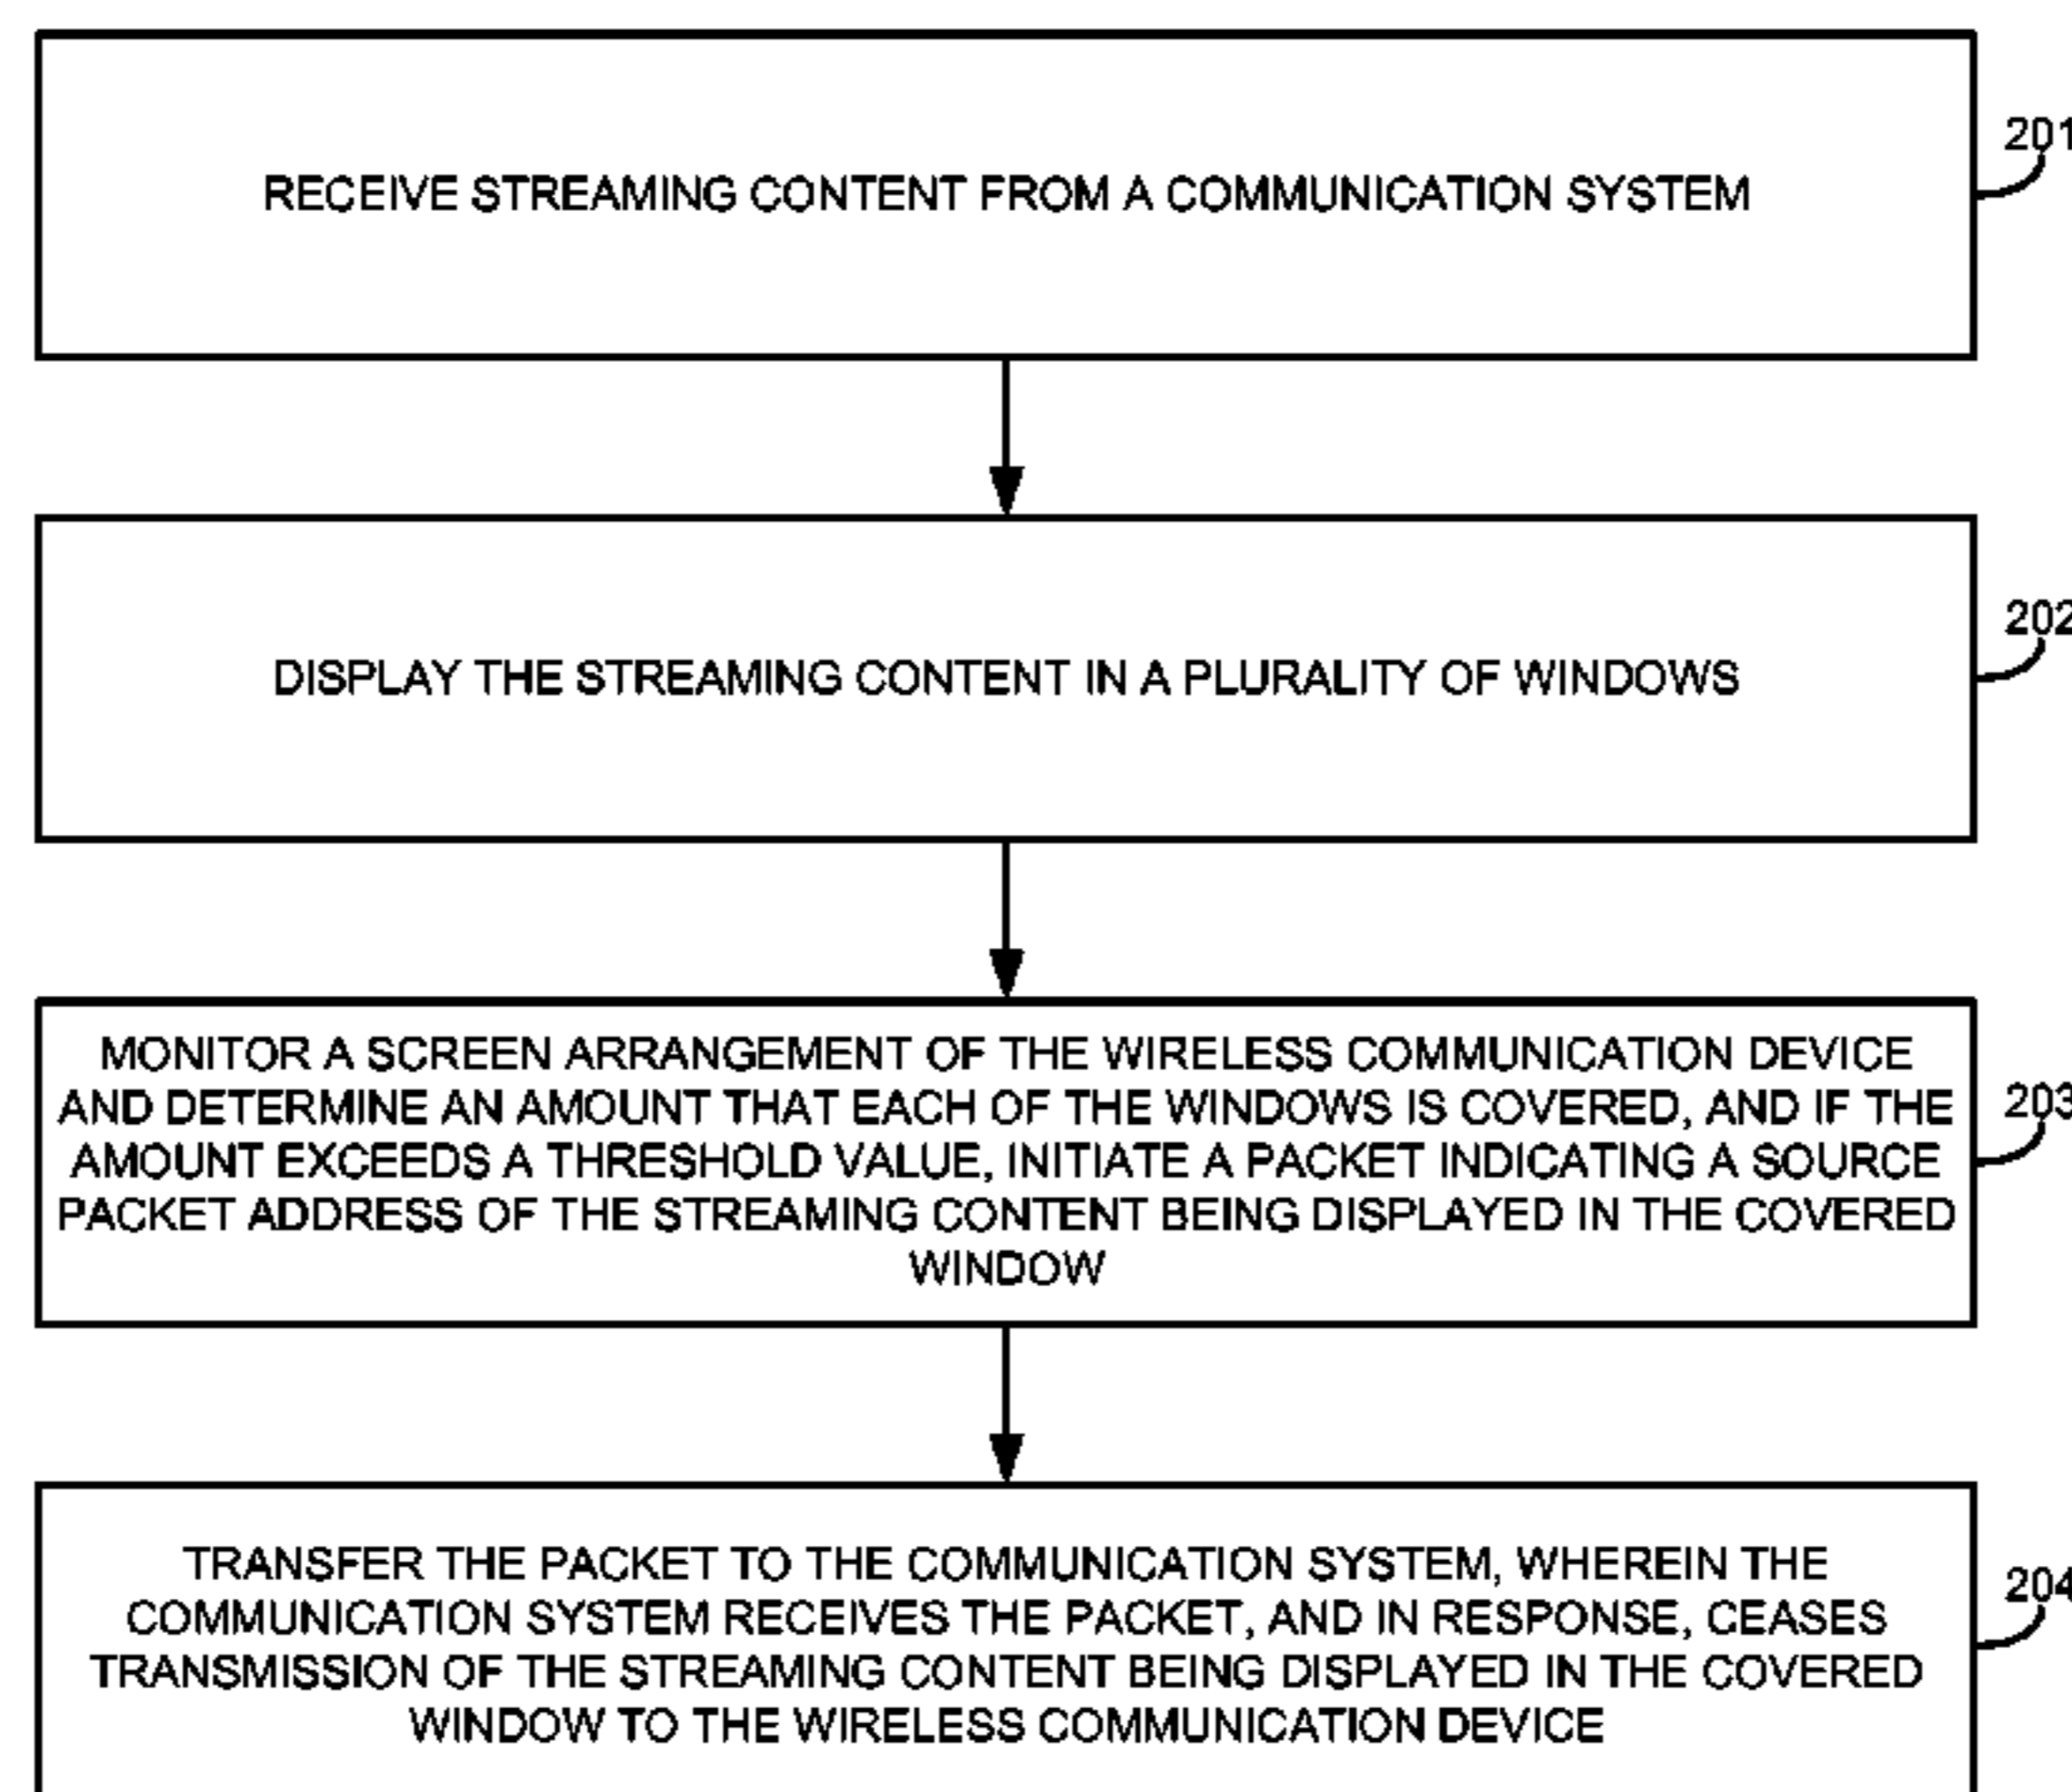 201
RECEIVE STREAMING CONTENT FROM A COMMUNICATION SYSTEM
202
DISPLAY THE STREAMING CONTENT IN A PLURALITY OF WINDOWS
MONITOR A SCREEN ARRANGEMENT OF THE WIRELESS COMMUNICATION DEVICE
203
AND DETERMINE AN AMOUNT THAT EACH OF THE WINDOWS IS COVERED, AND IF THE
AMOUNT EXCEEDS A THRESHOLD VALUE, INITIATE A PACKET INDICATING A SOURCE
PACKET ADDRESS OF THE STREAMING CONTENT BEING DISPLAYED IN THE COVERED
WINDOW
TRANSFER THE PACKET TO THE COMMUNICATION SYSTEM, WHEREIN THE
204
COMMUNICATION SYSTEM RECEIVES THE PACKET, AND IN RESPONSE, CEASES
TRANSMISSION OF THE STREAMING CONTENT BEING DISPLAYED IN THE COVERED
WINDOW TO THE WIRELESS COMMUNICATION DEVICE